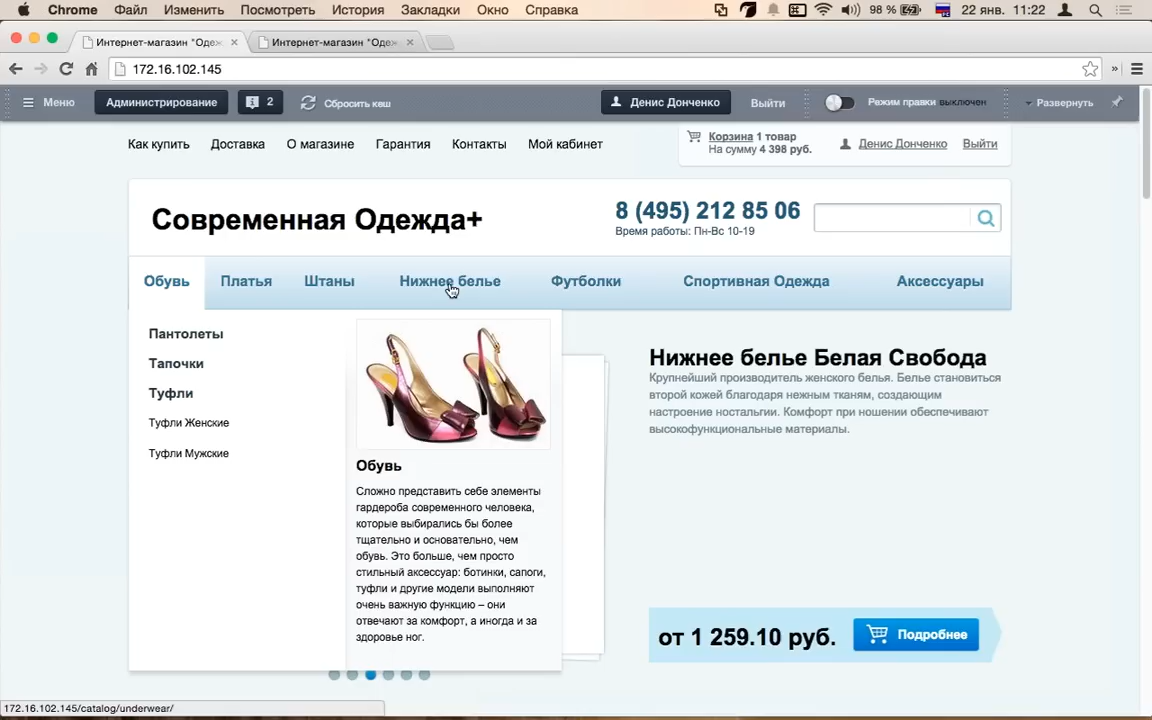 Chrome Файл Изменить Посмотреть История Закладки Окно Справка 98 % 22 янв. 11:22
Интернет-магазин "Одеж Интернет-магазин "Одеж
172.16.102.145
Меню Администрирование 2 Сбросить кеш Денис Донченко Выйти Режим правки выключен Развернуть
Как купить Доставка О магазине Гарантия Контакты Мой кабинет
Корзина 1 товар
На сумму 4 398 руб.
Денис Донченко Выйти
Современная Одежда+
8 (495) 212 85 06
Время работы: Пн-Вс 10-19
Обувь Платья Штаны Нижнее белье Футболки Спортивная Одежда Аксессуары
Пантолеты
Тапочки
Туфли
Туфли Женские
Туфли Мужские
Обувь
Сложно представить себе элементы
гардероба современного человека,
которые выбирались бы более
тщательно и основательно, чем
обувь. Это больше, чем просто
стильный аксессуар: ботинки, сапоги,
туфли и другие модели выполняют
очень важную функцию – они
отвечают за комфорт, а иногда и за
здоровье ног.
Нижнее белье Белая Свобода
Крупнейший производитель женского белья. Белье становиться
второй кожей благодаря нежным тканям, создающим
настроение ностальгии. Комфорт при ношении обеспечивают
высокофункциональные материалы.
от 1 259.10 руб. Подробнее
172.16.102.145/catalog/underwear/